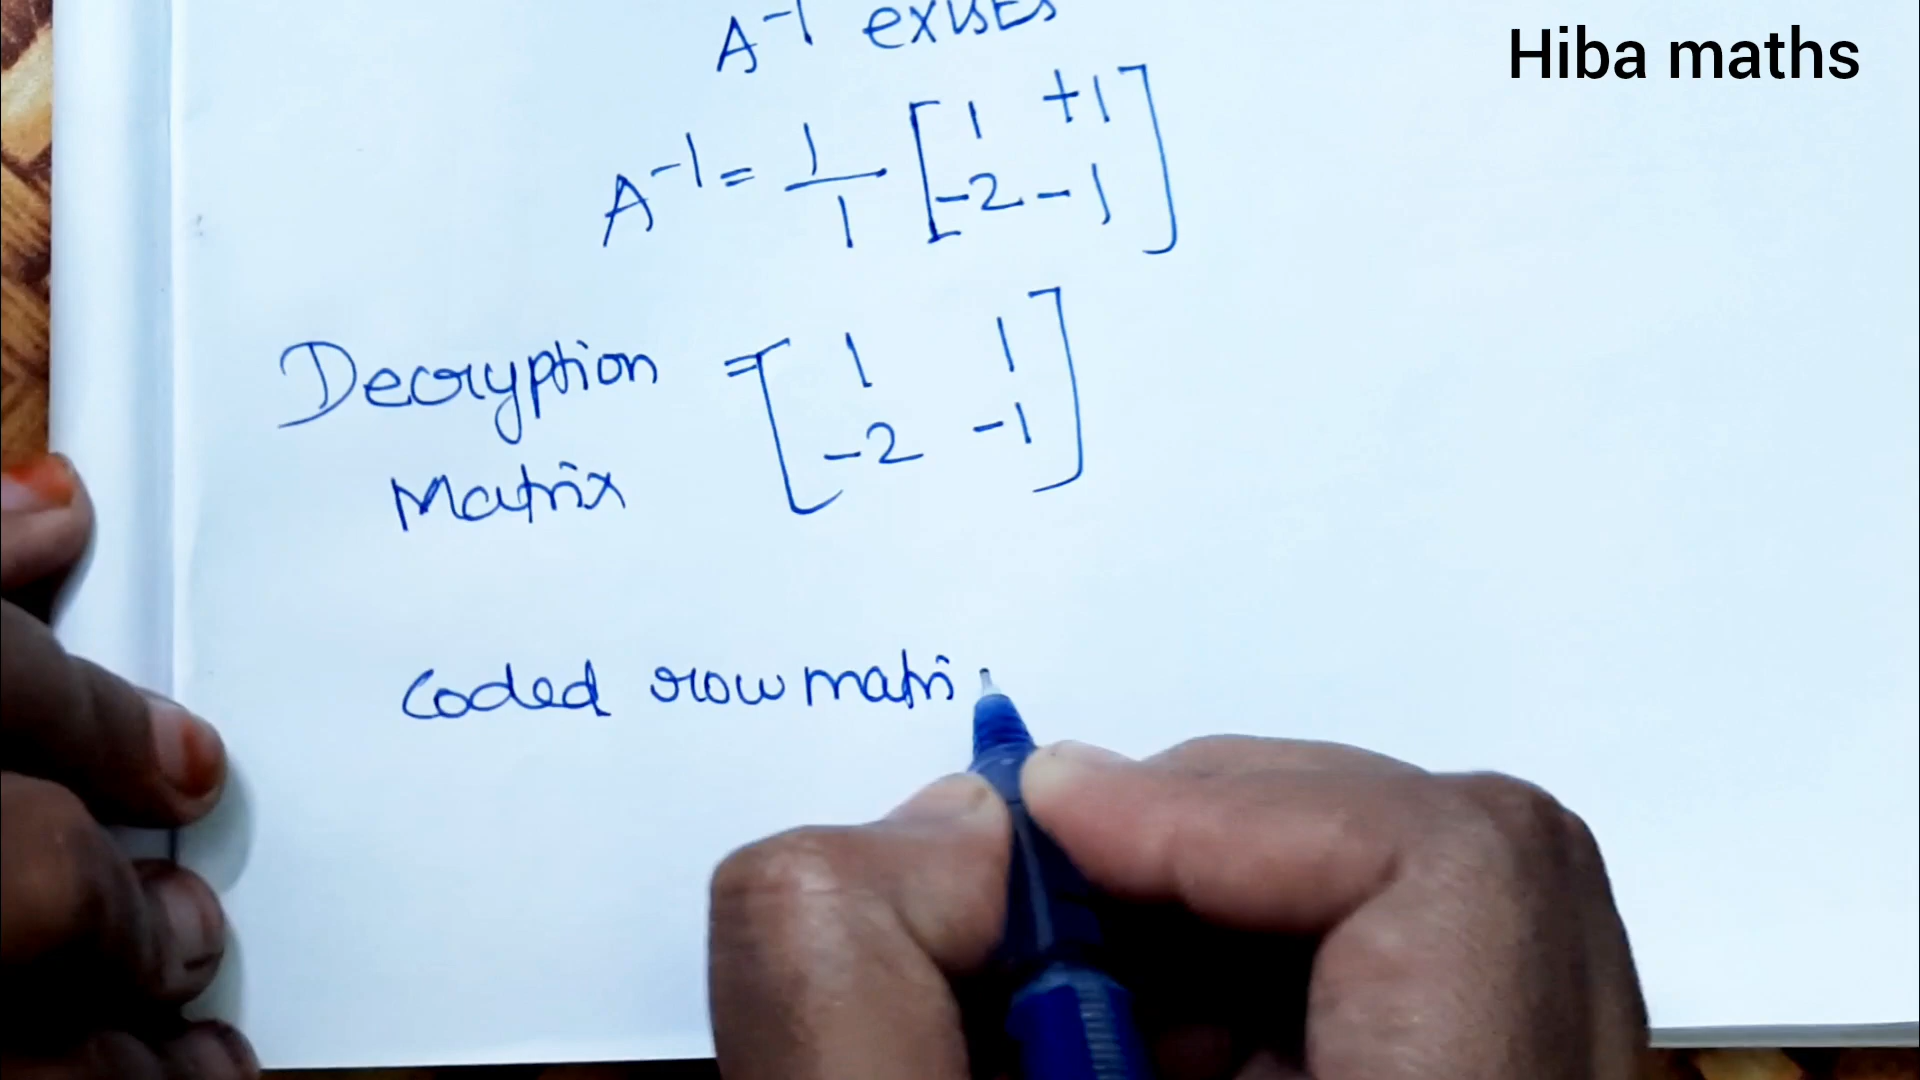 A⁻¹ exists
Hiba maths
A⁻¹ = 1/1 [1 +1
-2 -1]
Decryption = [1 1
Matrix -2 -1]
coded row matri